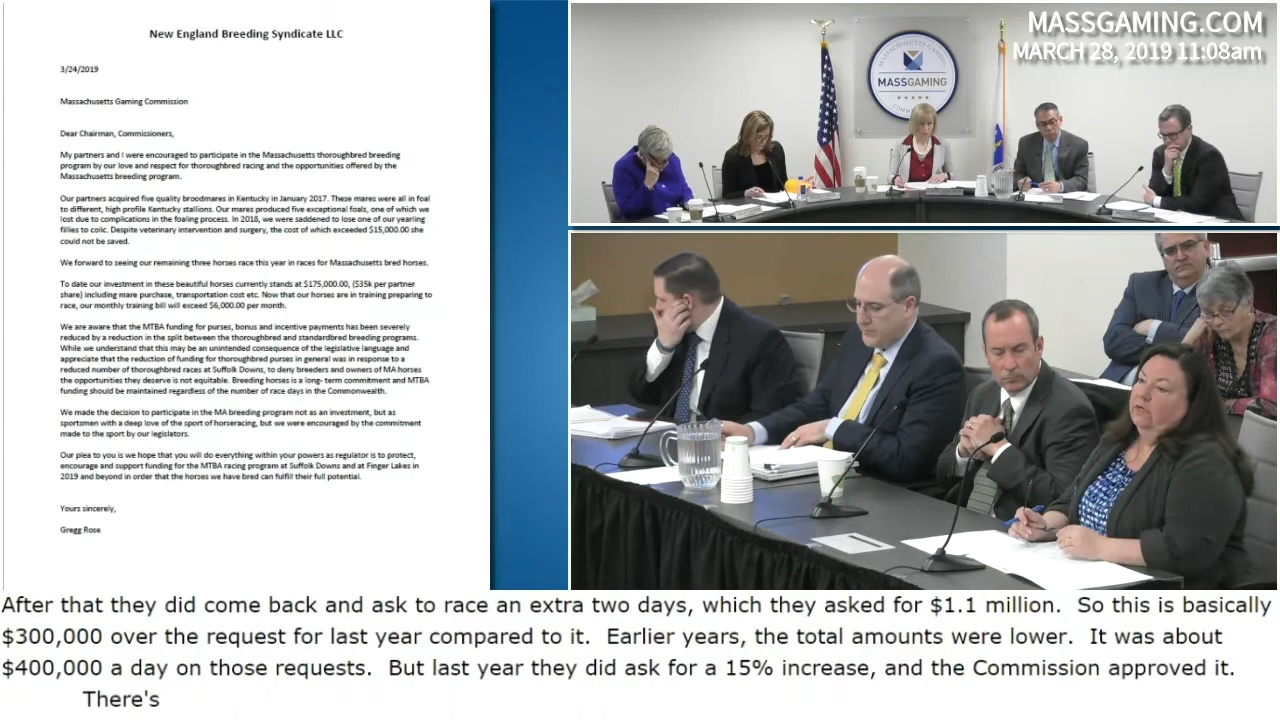 New England Breeding Syndicate LLC
3/24/2019
Massachusetts Gaming Commission
Dear Chairman, Commissioners,
My partners and I were encouraged to participate in the Massachusetts thoroughbred breeding
program by our love and respect for thoroughbred racing and the opportunities offered by the
Massachusetts breeding program.
Our partners acquired five quality broodmares in Kentucky in January 2017. These mares were all in foal
to different, high profile Kentucky stallions. Our mares produced five exceptional foals, one of which we
lost due to complications in the foaling process. In 2018, we were saddened to lose one of our yearling
fillies to colic. Despite veterinary intervention and surgery, the cost of which exceeded $15,000.00 she
could not be saved.
We forward to seeing our remaining three horses race this year in races for Massachusetts bred horses.
To date our investment in these beautiful horses currently stands at $175,000.00, ($35k per partner
share) including mare purchase, transportation cost etc. Now that our horses are in training preparing to
race, our monthly training bill will exceed $6,000.00 per month.
We are aware that the MTBA funding for purses, bonus and incentive payments has been severely
reduced by a reduction in the split between the thoroughbred and standardbred breeding programs.
While we understand that this may be an unintended consequence of the legislative language and
appreciate that the reduction of funding for thoroughbred purses in general was in response to a
reduced number of thoroughbred races at Suffolk Downs, to deny breeders and owners of MA horses
the opportunities they deserve is not equitable. Breeding horses is a long- term commitment and MTBA
funding should be maintained regardless of the number of race days in the Commonwealth.
We made the decision to participate in the MA breeding program not as an investment, but as
sportsmen with a deep love of the sport of horseracing, but we were encouraged by the commitment
made to the sport by our legislators.
Our plea to you is we hope that you will do everything within your powers as regulator is to protect,
encourage and support funding for the MTBA racing program at Suffolk Downs and at Finger Lakes in
2019 and beyond in order that the horses we have bred can fulfill their full potential.
Yours sincerely,
Gregg Rose
MASSGAMING.COM
MARCH 28, 2019 11:08am
MASSACHUSETTS GAMING
MASSGAMING
After that they did come back and ask to race an extra two days, which they asked for $1.1 million.  So this is basically
$300,000 over the request for last year compared to it.  Earlier years, the total amounts were lower.  It was about
$400,000 a day on those requests.  But last year they did ask for a 15% increase, and the Commission approved it.
There's